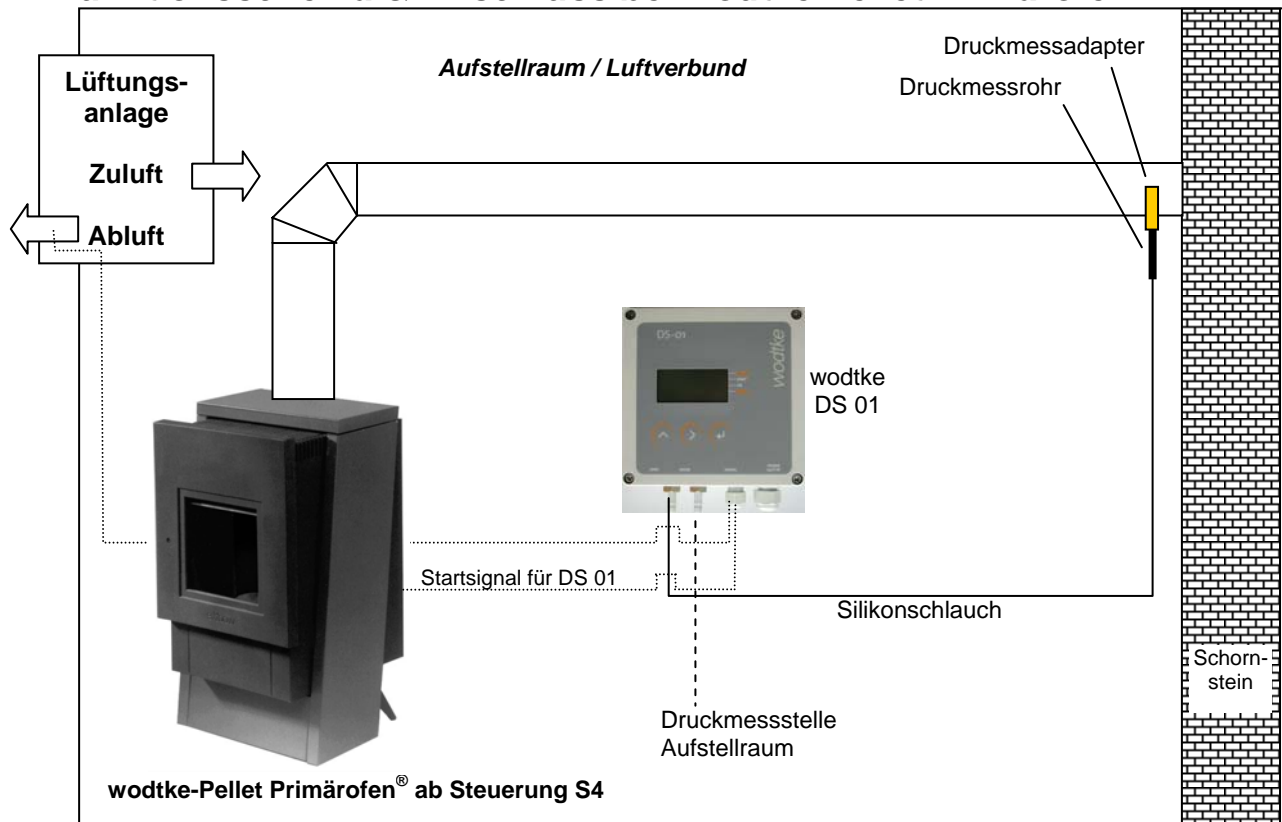 Lüftungs-
anlage
Zuluft
Abluft
Aufstellraum / Luftverbund
Druckmessadapter
Druckmessrohr
DS-01
wodtke
wodtke
DS 01
Startsignal für DS 01
Silikonschlauch
Schorn-
stein
Druckmessstelle
Aufstellraum
wodtke-Pellet Primärofen® ab Steuerung S4